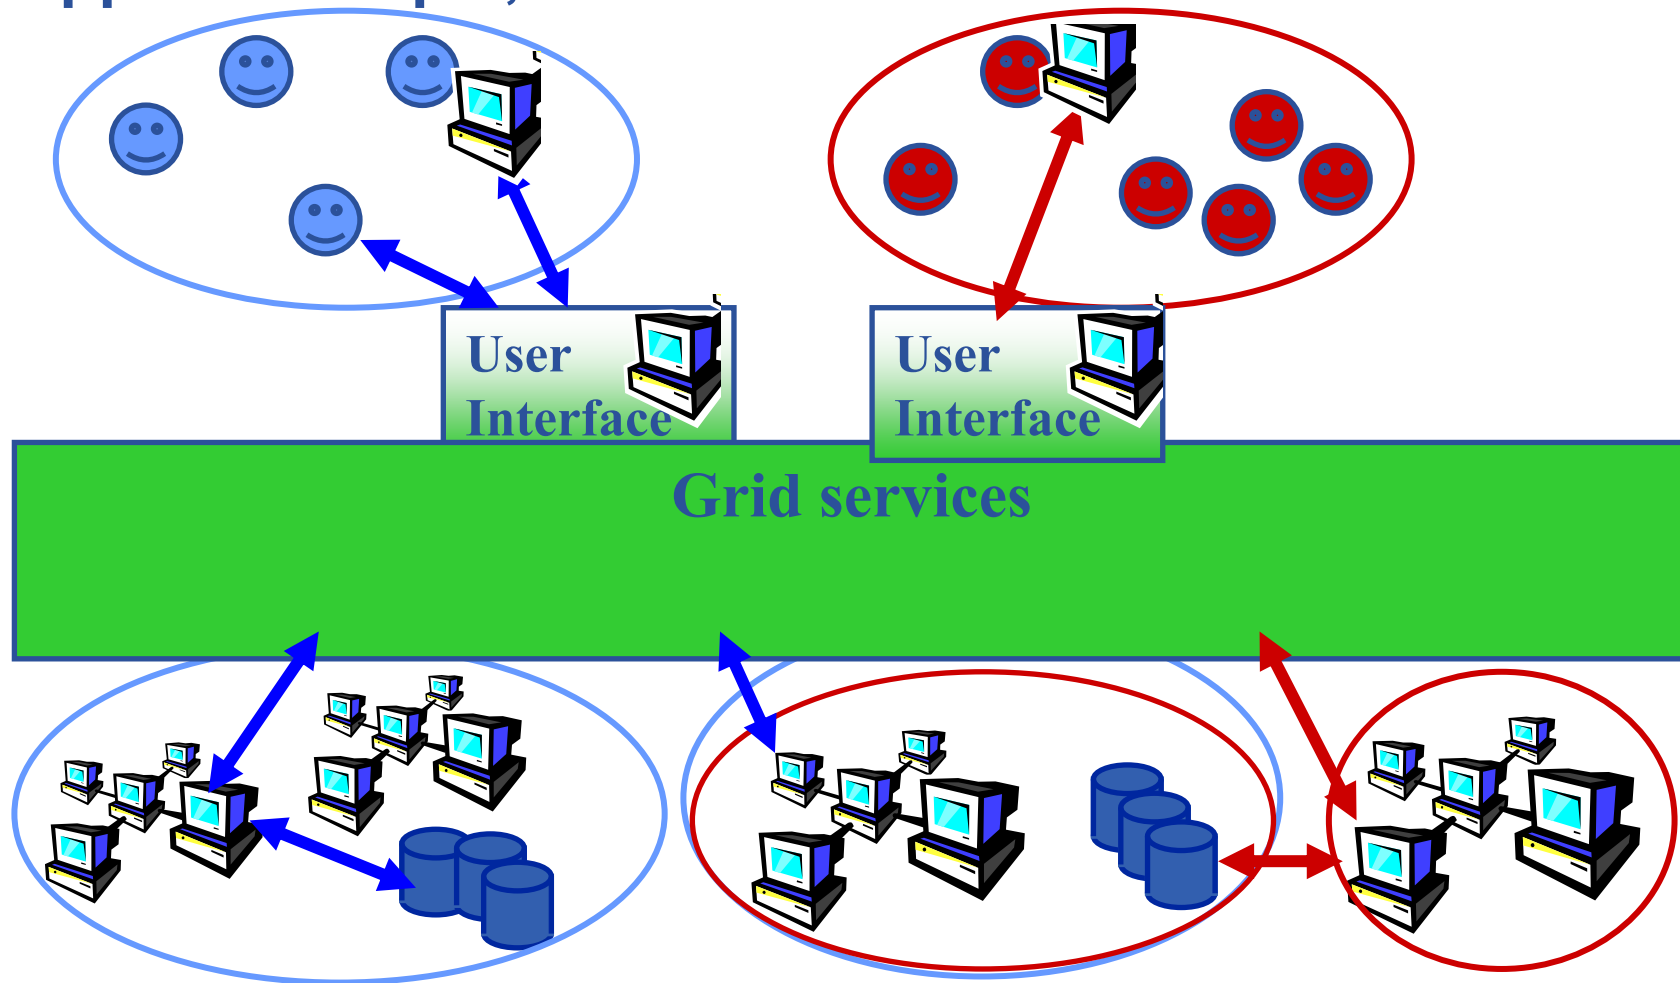 User
Interface
User
Interface
Grid services